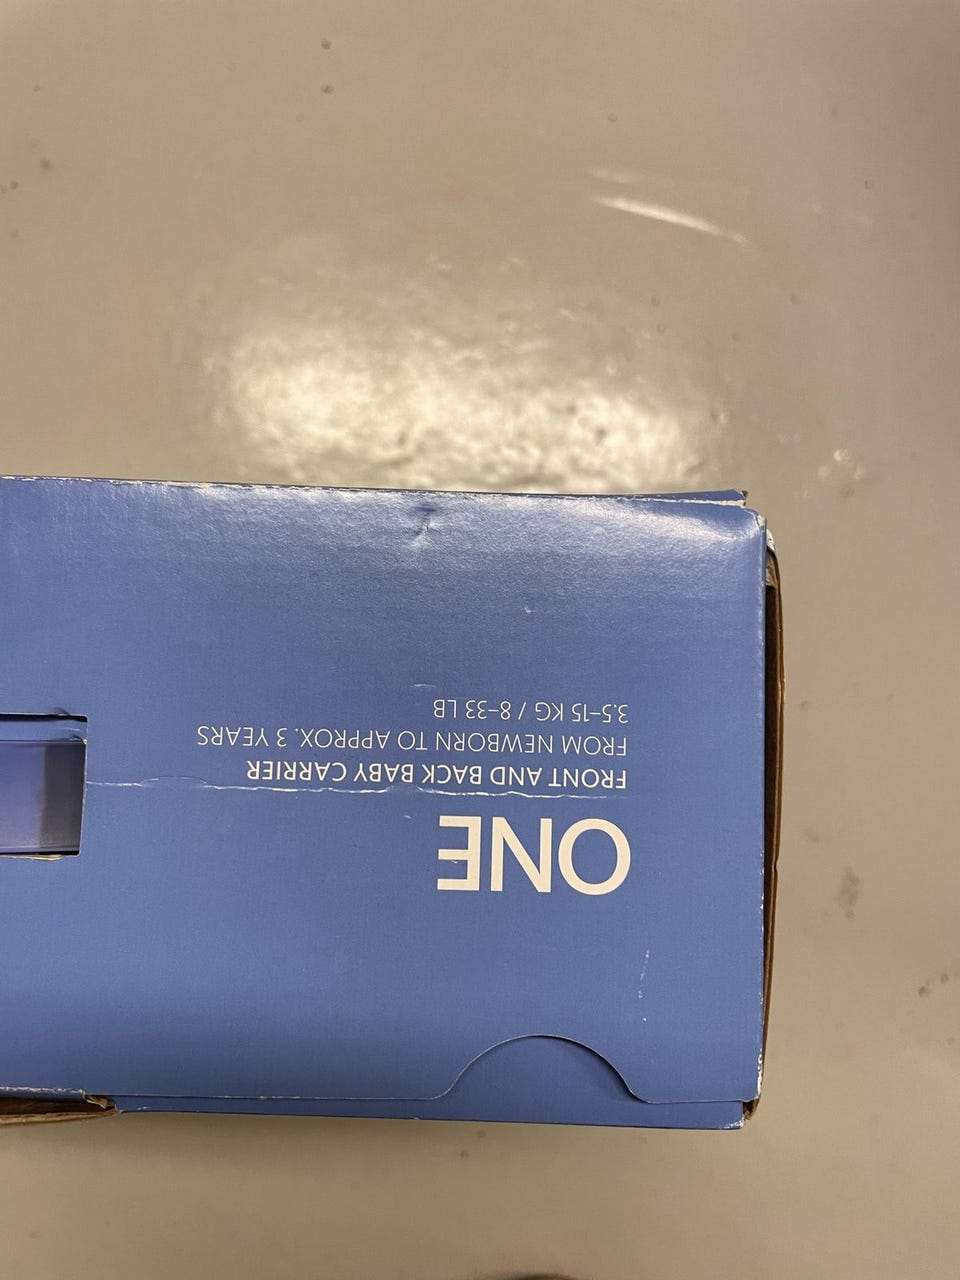 ONE
FRONT AND BACK BABY CARRIER
FROM NEWBORN TO APPROX. 3 YEARS
3.5–15 KG / 8–33 LB